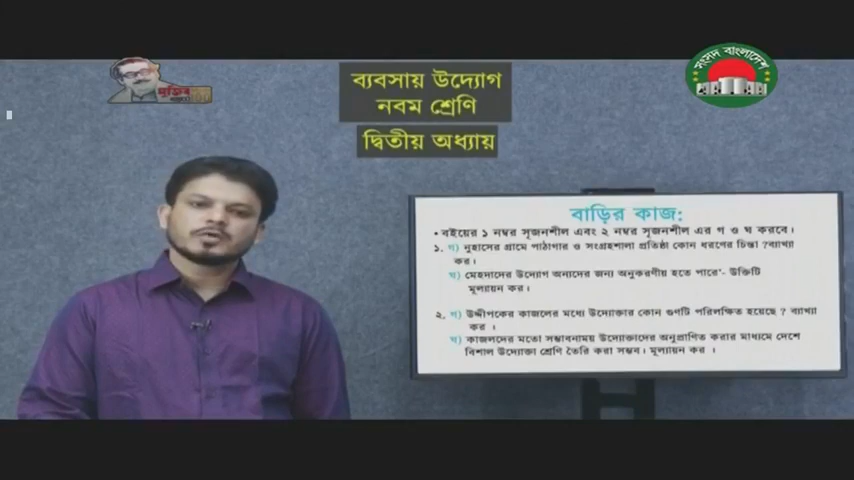 ব্যবসায় উদ্যোগ
নবম শ্রেণি
দ্বিতীয় অধ্যায়
সংসদ বাংলাদেশ
মুজিব
বাড়ির কাজ:
• বইয়ের ১ নম্বর সৃজনশীল এবং ২ নম্বর সৃজনশীল এর গ ও ঘ করবে।
১. গ) নুহাসের গ্রামে পাঠাগার ও সংগ্রহশালা প্রতিষ্ঠা কোন ধরণের চিন্তা ?ব্যাখ্যা
কর।
ঘ) মেহদাদের উদ্যোগ অন্যদের জন্য অনুকরণীয় হতে পারে'- উক্তিটি
মূল্যায়ন কর।
২. গ) উদ্দীপকের কাজলের মধ্যে উদ্যোক্তার কোন গুণটি পরিলক্ষিত হয়েছে ? ব্যাখ্যা
কর ।
ঘ) কাজলদের মতো সম্ভাবনাময় উদ্যোক্তাদের অনুপ্রাণিত করার মাধ্যমে দেশে
বিশাল উদ্যোক্তা শ্রেণি তৈরি করা সম্ভব। মূল্যায়ন কর ।